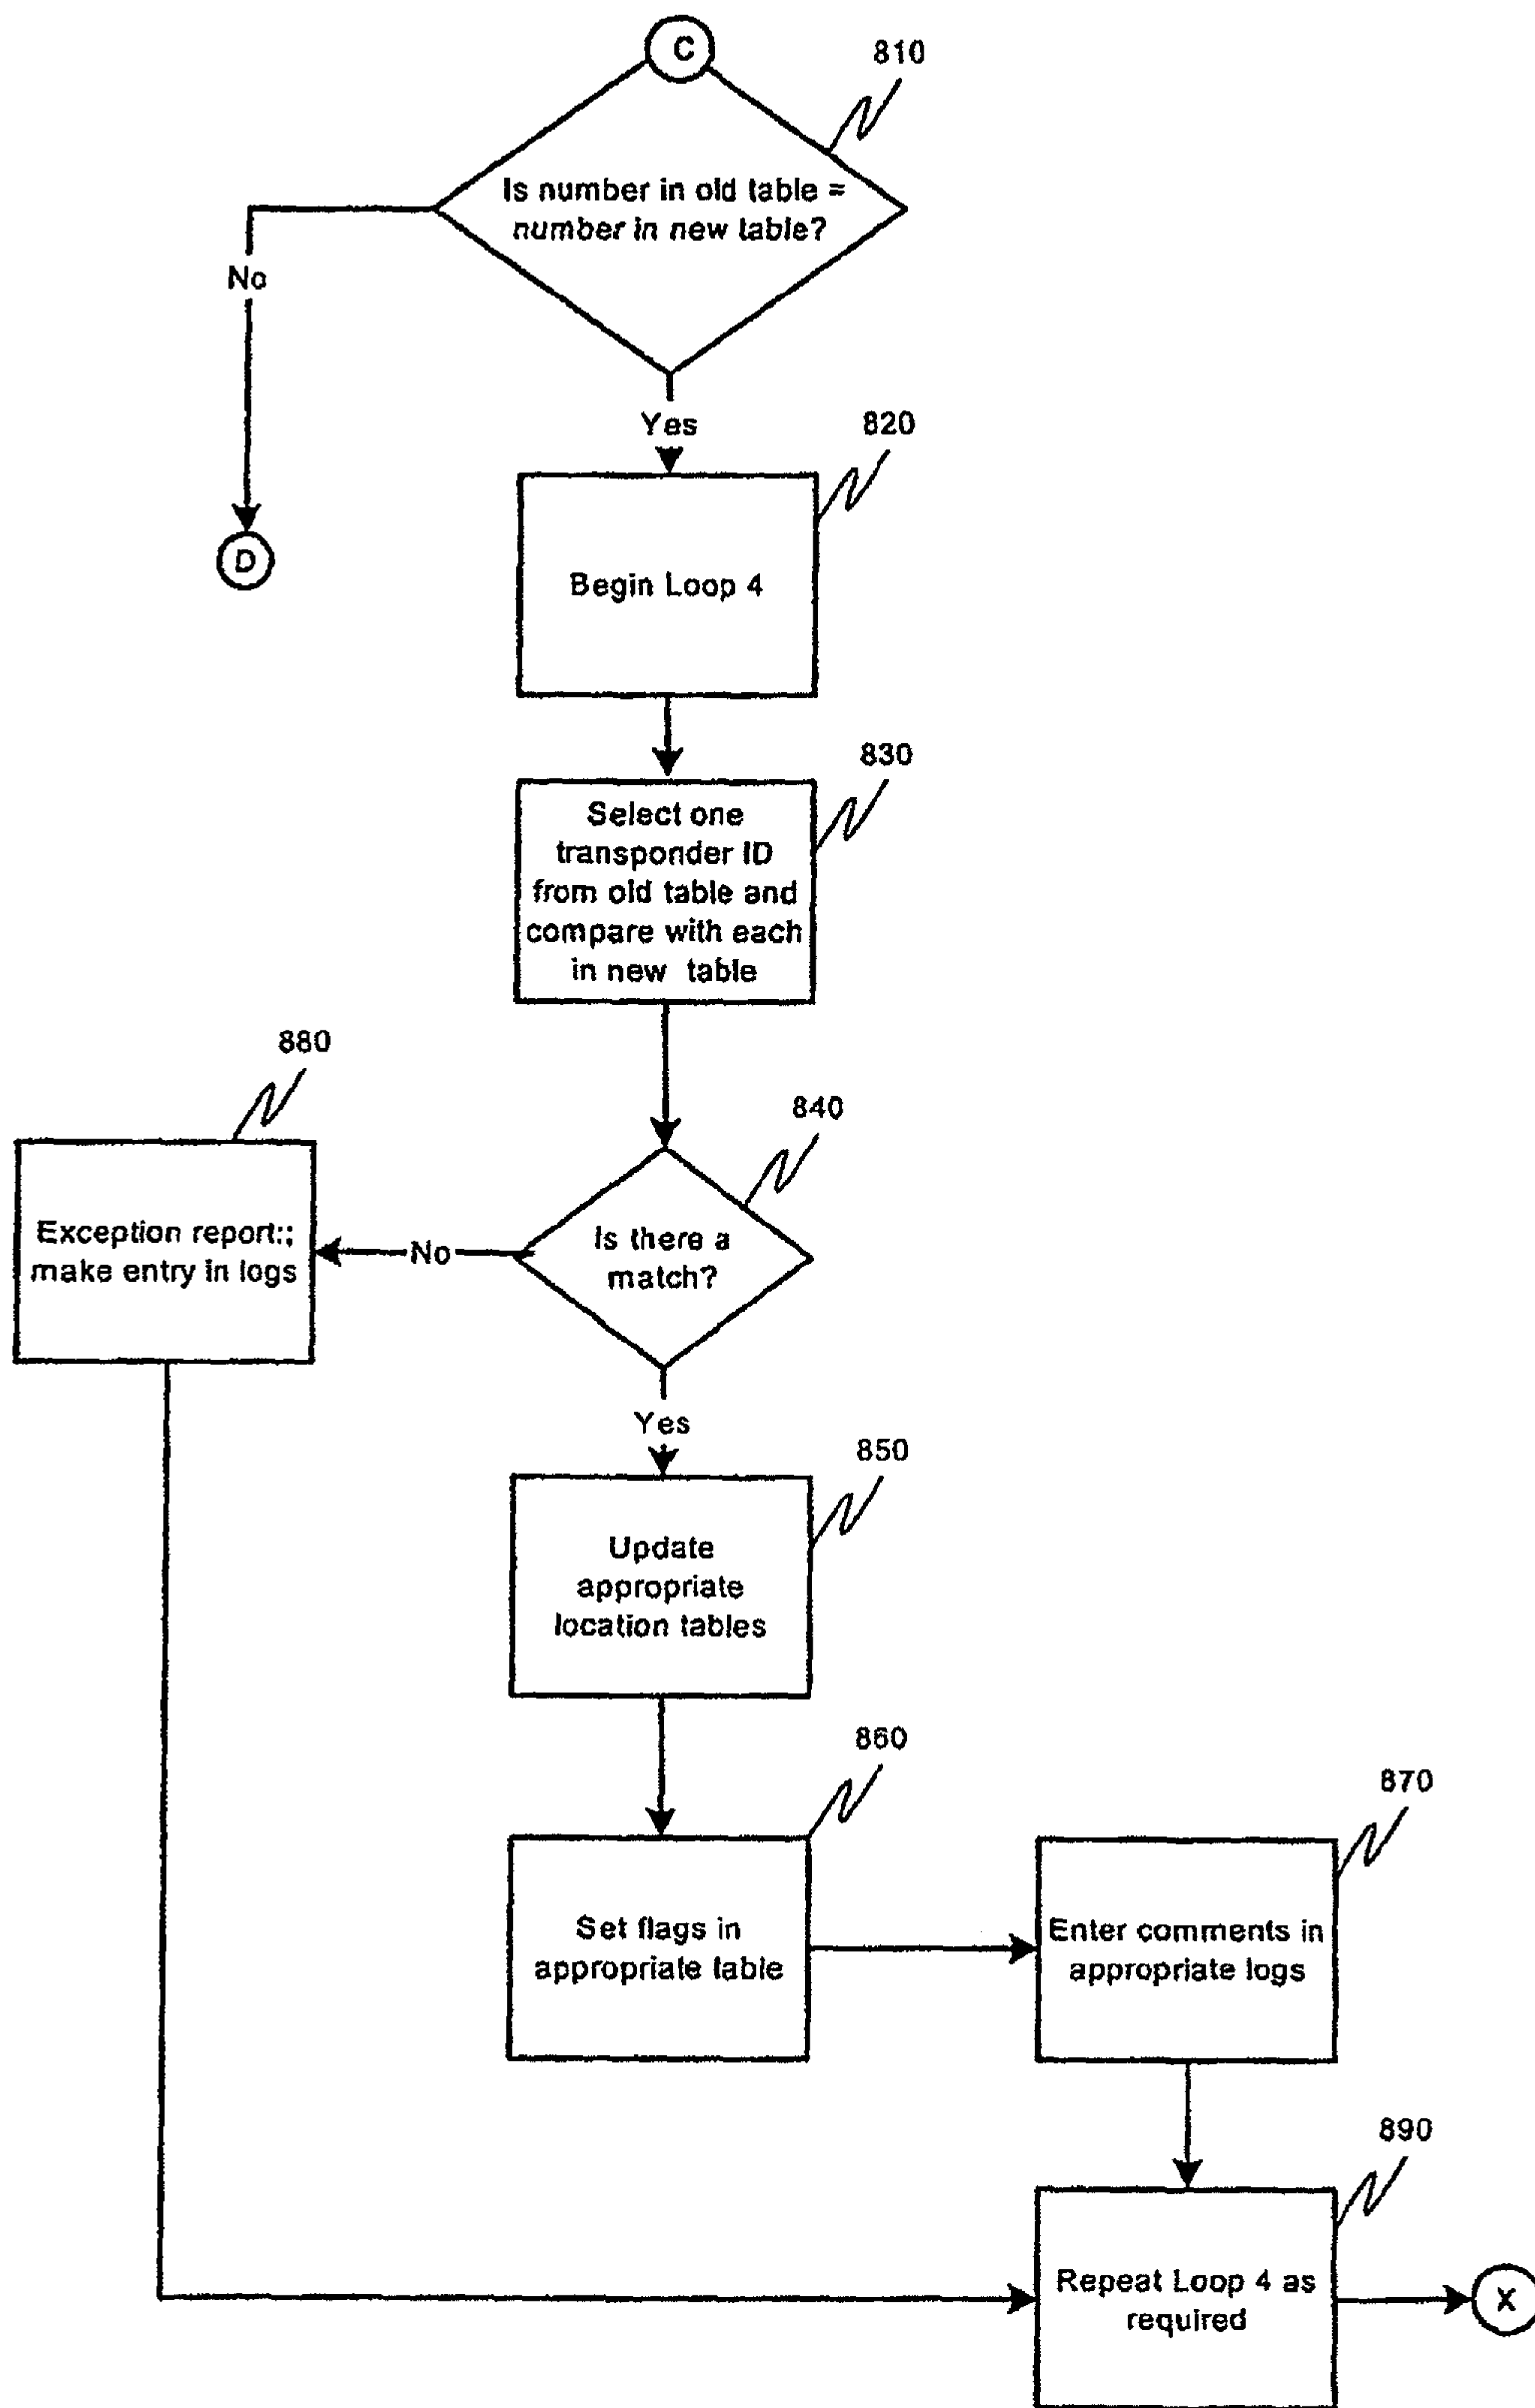 C
810
Is number in old table =
number in new table?
No
Yes
820
D
Begin Loop 4
830
Select one
transponder ID
from old table and
compare with each
in new table
880
840
Exception report:;
make entry in logs
No
Is there a
match?
Yes
850
Update
appropriate
location tables
860
870
Set flags in
appropriate table
Enter comments in
appropriate logs
890
Repeat Loop 4 as
required
X